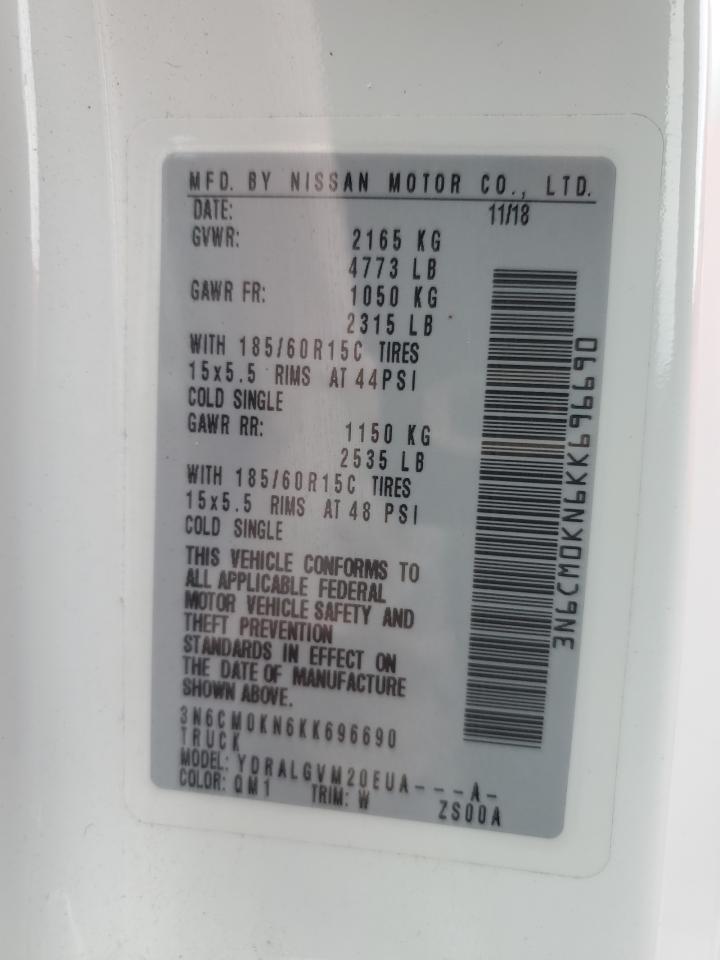 MFD. BY NISSAN MOTOR CO., LTD.
DATE: 11/18
GVWR: 2165 KG
4773 LB
GAWR FR: 1050 KG
2315 LB
WITH 185/60R15C TIRES
15x5.5 RIMS AT 44PSI
COLD SINGLE
GAWR RR: 1150 KG
2535 LB
WITH 185/60R15C TIRES
15x5.5 RIMS AT 48 PSI
COLD SINGLE
THIS VEHICLE CONFORMS TO
ALL APPLICABLE FEDERAL
MOTOR VEHICLE SAFETY AND
THEFT PREVENTION
STANDARDS IN EFFECT ON
THE DATE OF MANUFACTURE
SHOWN ABOVE.
3N6CM0KN6KK696690
TRUCK
MODEL: YDRALGVM20EUA---A-
COLOR: QM1 TRIM: W ZS00A
3N6CM0KN6KK696690